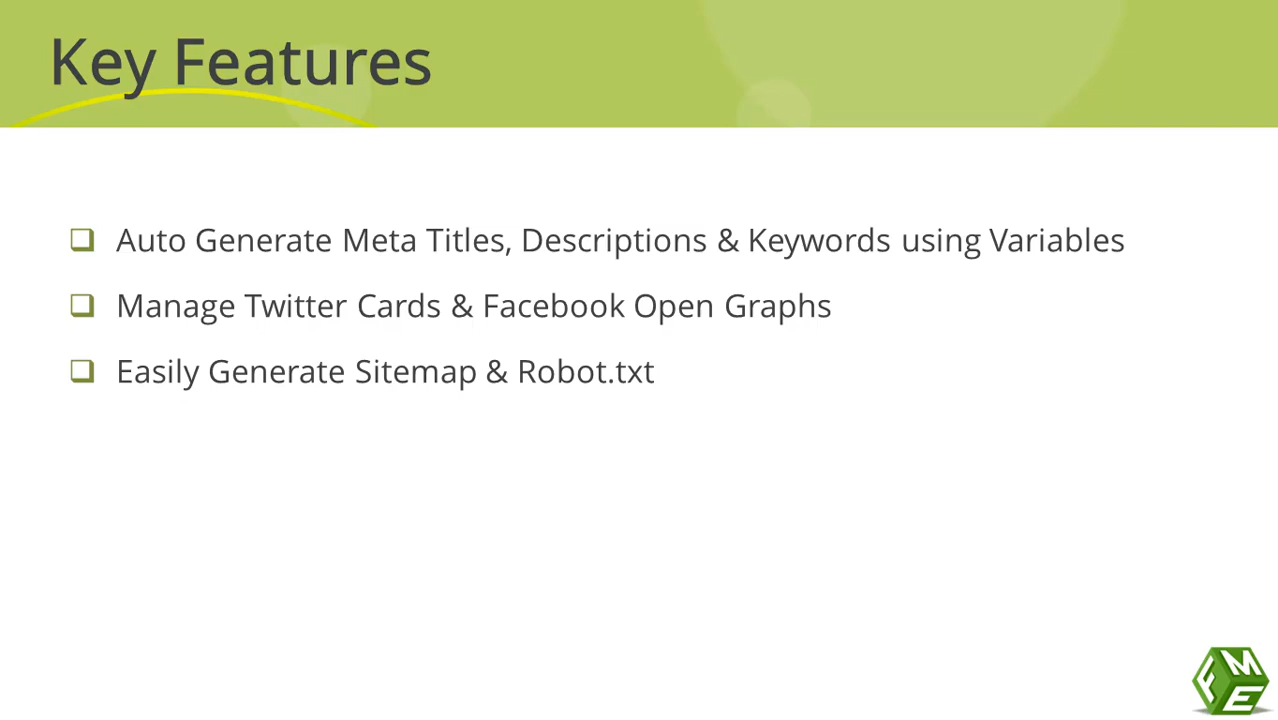 Key Features
Auto Generate Meta Titles, Descriptions & Keywords using Variables
Manage Twitter Cards & Facebook Open Graphs
Easily Generate Sitemap & Robot.txt
FME